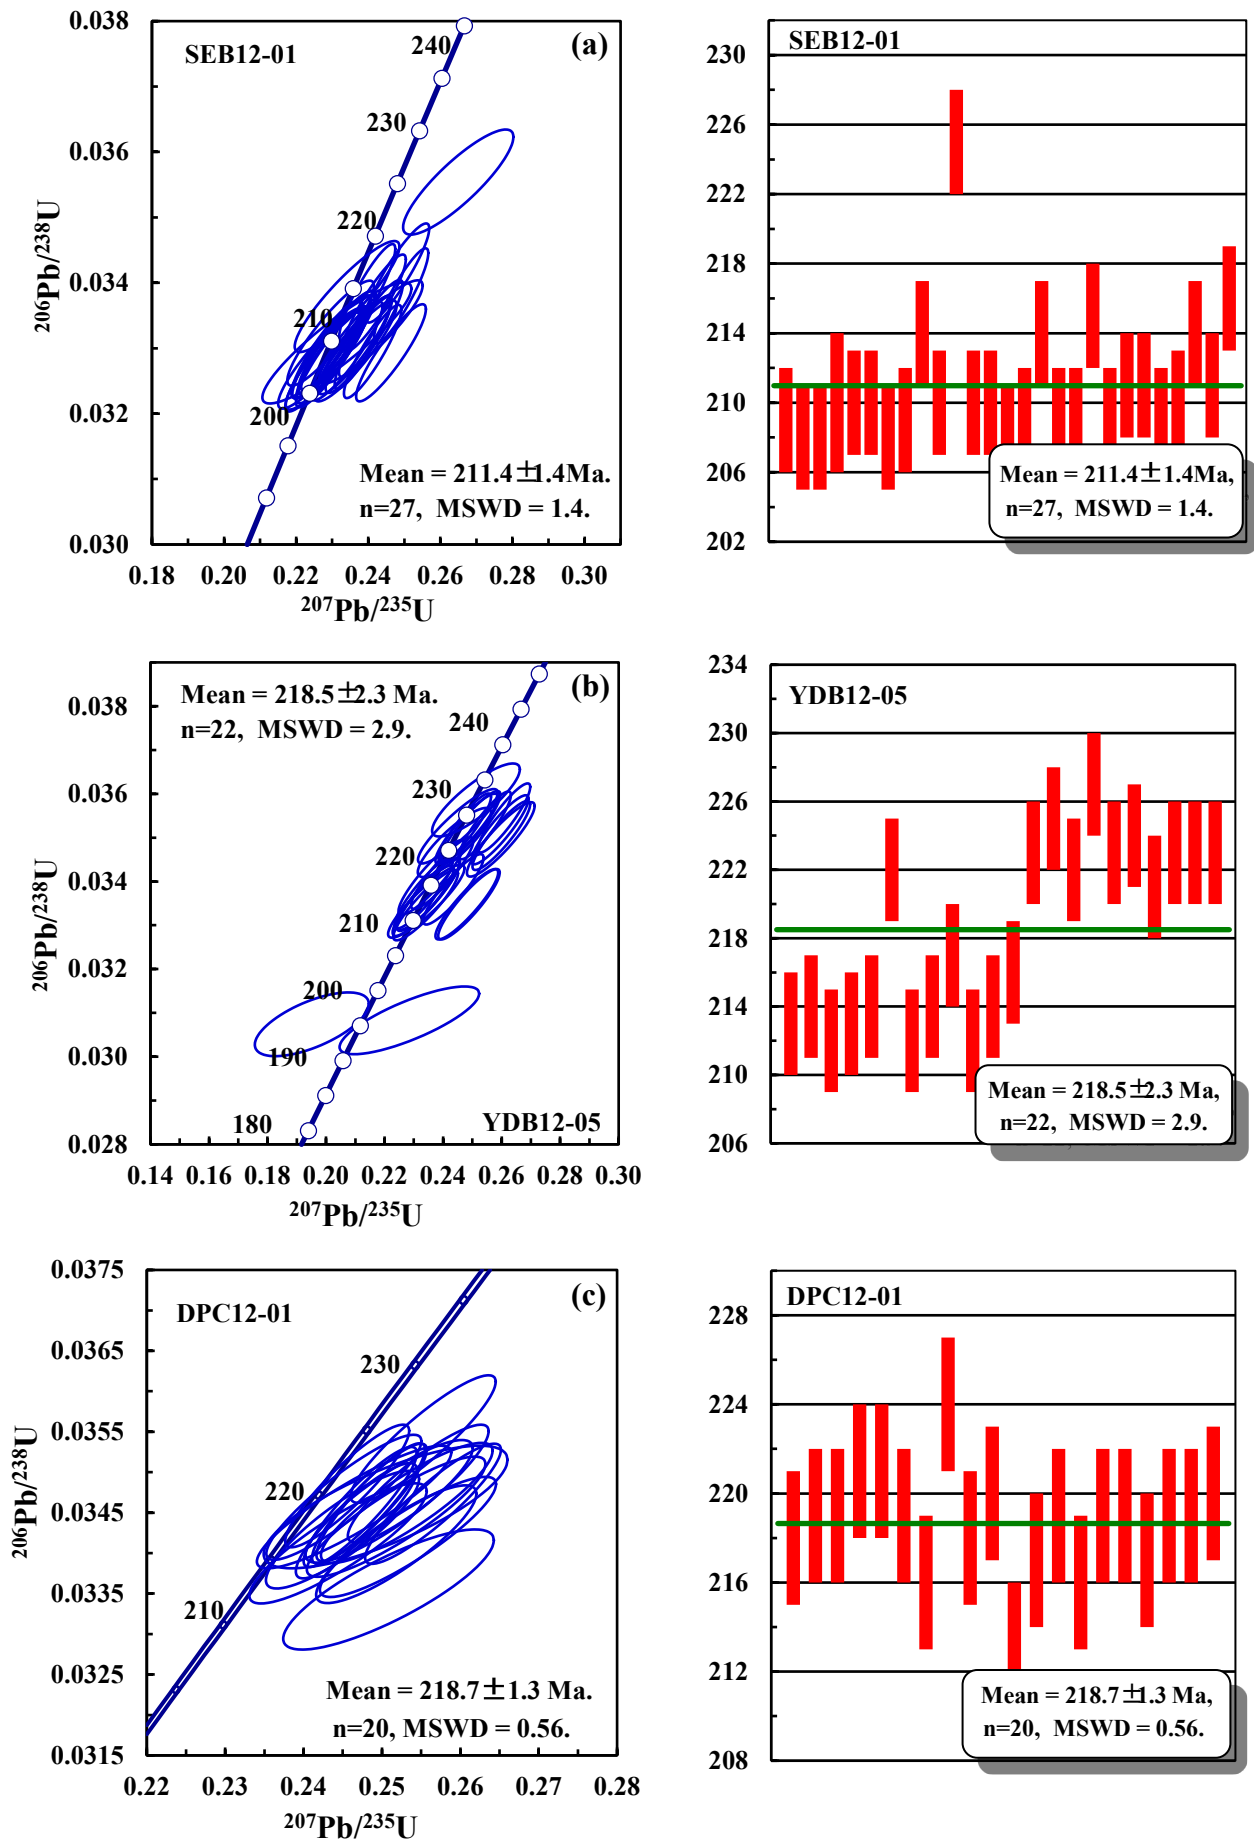 0.038
0.036
0.034
0.032
0.030
0.18 0.20 0.22 0.24 0.26 0.28 0.30
206Pb/238U
207Pb/235U
SEB12-01
(a)
240
230
220
210
200
Mean = 211.4±1.4Ma.
n=27, MSWD = 1.4.
230
226
222
218
214
210
206
202
SEB12-01
Mean = 211.4±1.4Ma,
n=27, MSWD = 1.4.
0.038
0.036
0.034
0.032
0.030
0.028
0.14 0.16 0.18 0.20 0.22 0.24 0.26 0.28 0.30
206Pb/238U
207Pb/235U
Mean = 218.5±2.3 Ma.
n=22, MSWD = 2.9.
(b)
240
230
220
210
200
190
180
YDB12-05
234
230
226
222
218
214
210
206
YDB12-05
Mean = 218.5±2.3 Ma,
n=22, MSWD = 2.9.
0.0375
0.0365
0.0355
0.0345
0.0335
0.0325
0.0315
0.22 0.23 0.24 0.25 0.26 0.27 0.28
206Pb/238U
207Pb/235U
DPC12-01
(c)
230
220
210
Mean = 218.7±1.3 Ma.
n=20, MSWD = 0.56.
228
224
220
216
212
208
DPC12-01
Mean = 218.7±1.3 Ma,
n=20, MSWD = 0.56.